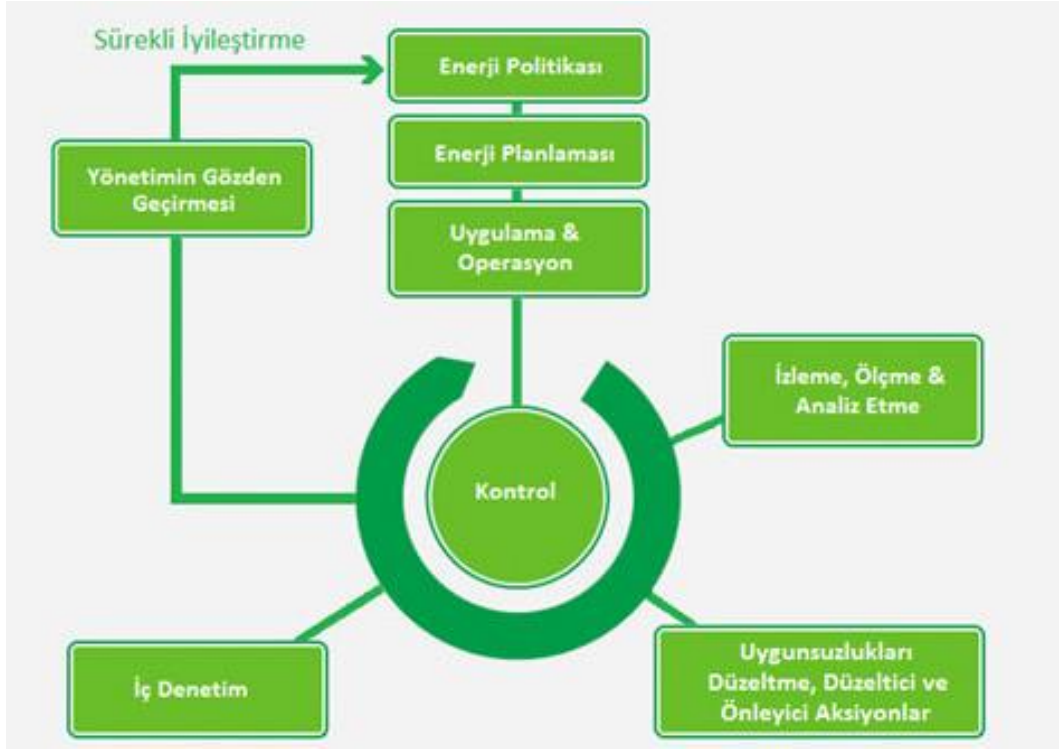 Sürekli İyileştirme
Enerji Politikası
Enerji Planlaması
Yönetimin Gözden
Geçirmesi
Uygulama &
Operasyon
İzleme, Ölçme &
Analiz Etme
Kontrol
İç Denetim
Uygunsuzlukları
Düzeltme, Düzeltici ve
Önleyici Aksiyonlar